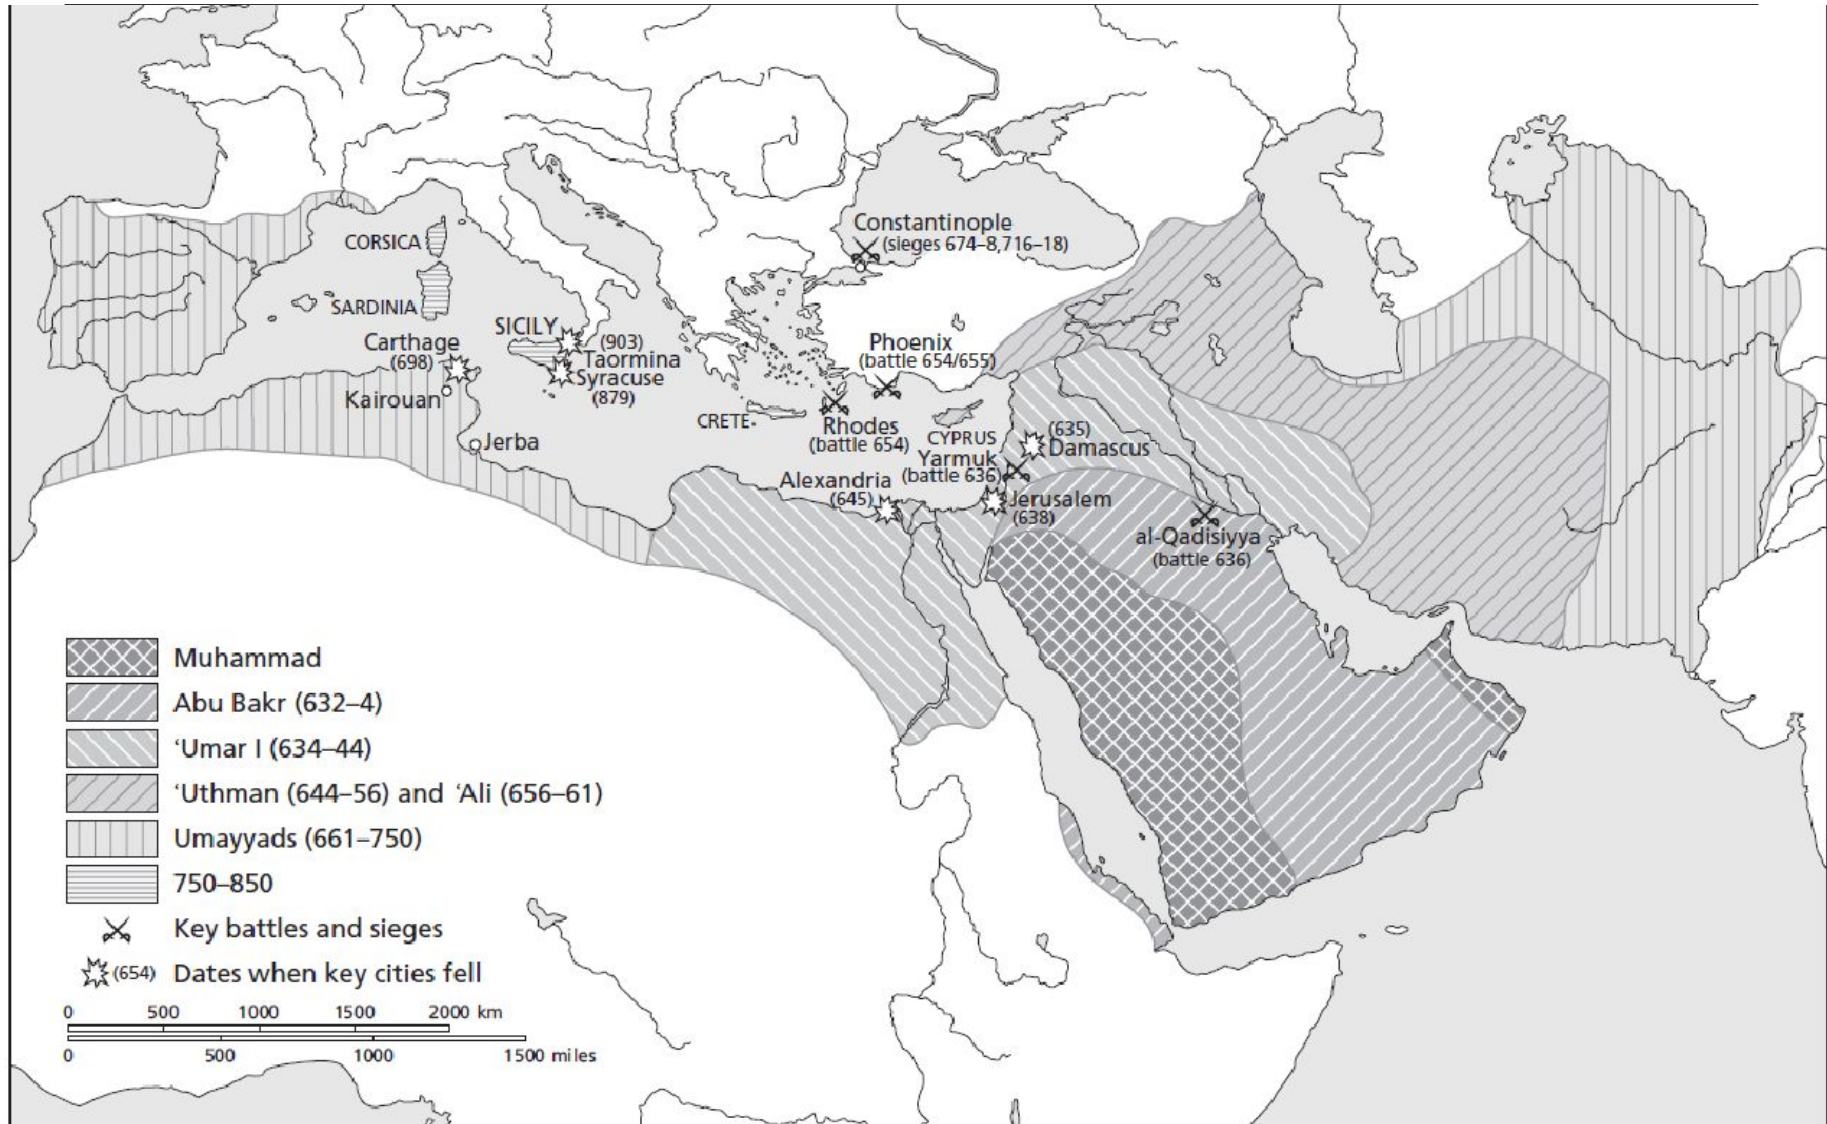 Constantinople
(sieges 674–8,716–18)
CORSICA
SARDINIA
SICILY
(903)
Taormina
Syracuse
(879)
Carthage
(698)
Kairouan
Jerba
Phoenix
(battle 654/655)
CRETE-
Rhodes
(battle 654)
CYPRUS
Yarmuk
(battle 636)
(635)
Damascus
Alexandria
(645)
Jerusalem
(638)
al-Qadisiyya
(battle 636)
Muhammad
Abu Bakr (632–4)
‘Umar I (634–44)
‘Uthman (644–56) and ‘Ali (656–61)
Umayyads (661–750)
750–850
Key battles and sieges
(654) Dates when key cities fell
0 500 1000 1500 2000 km
0 500 1000 1500 miles